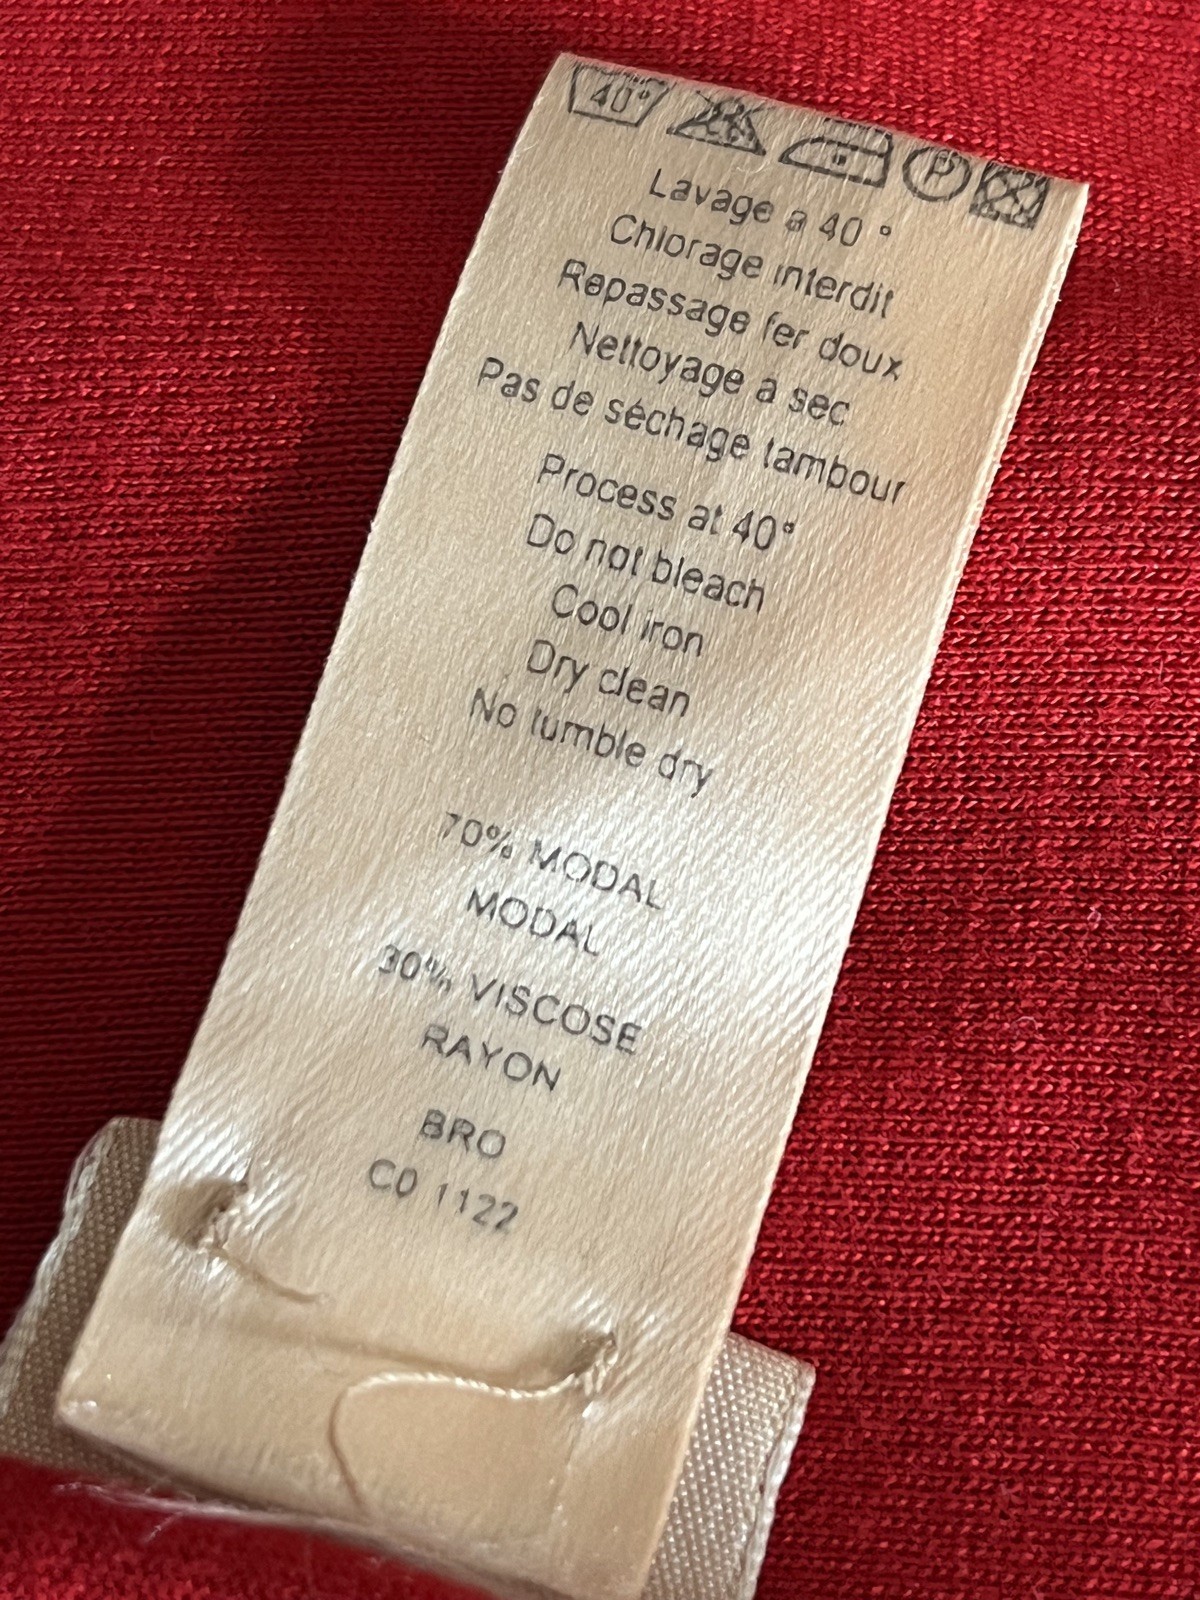 40°
P
Lavage a 40 °
Chlorage interdit
Repassage fer doux
Nettoyage a sec
Pas de séchage tambour
Process at 40°
Do not bleach
Cool iron
Dry clean
No tumble dry
70% MODAL
MODAL
30% VISCOSE
RAYON
BRO
CD 1122